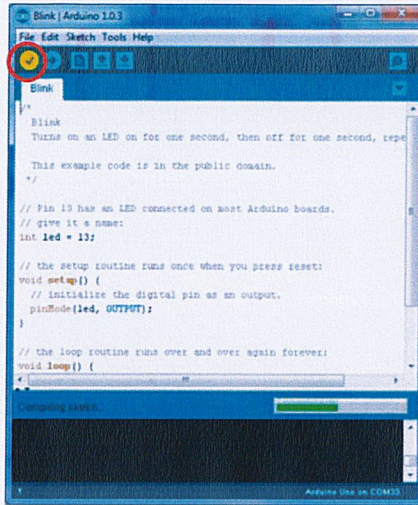 Blink | Arduino 1.0.3
File Edit Sketch Tools Help
Blink
/*
Blink
Turns on an LED on for one second, then off for one second, repe
This example code is in the public domain.
*/
// Pin 13 has an LED connected on most Arduino boards.
// give it a name:
int led = 13;
// the setup routine runs once when you press reset:
void setup() {
// initialize the digital pin as an output.
pinMode(led, OUTPUT);
}
// the loop routine runs over and over again forever:
void loop() {
Compiling sketch...
1
Arduino Uno on COM33